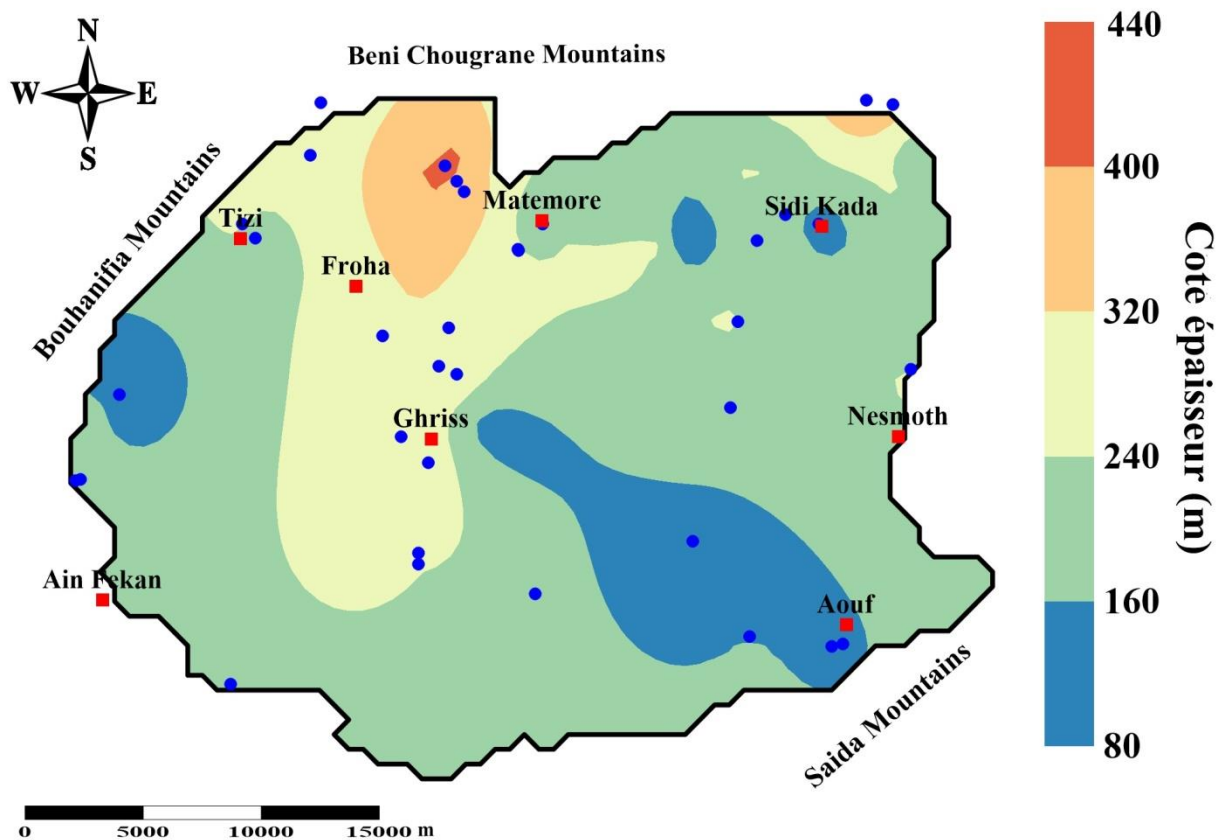 N
W E
S
Beni Chougrane Mountains
Bouhanifia Mountains
Saida Mountains
Tizi
Froha
Matemore
Sidi Kada
Ghriss
Nesmoth
Ain Fekan
Aouf
0 5000 10000 15000 m
440
400
320
240
160
80
Coté épaisseur (m)